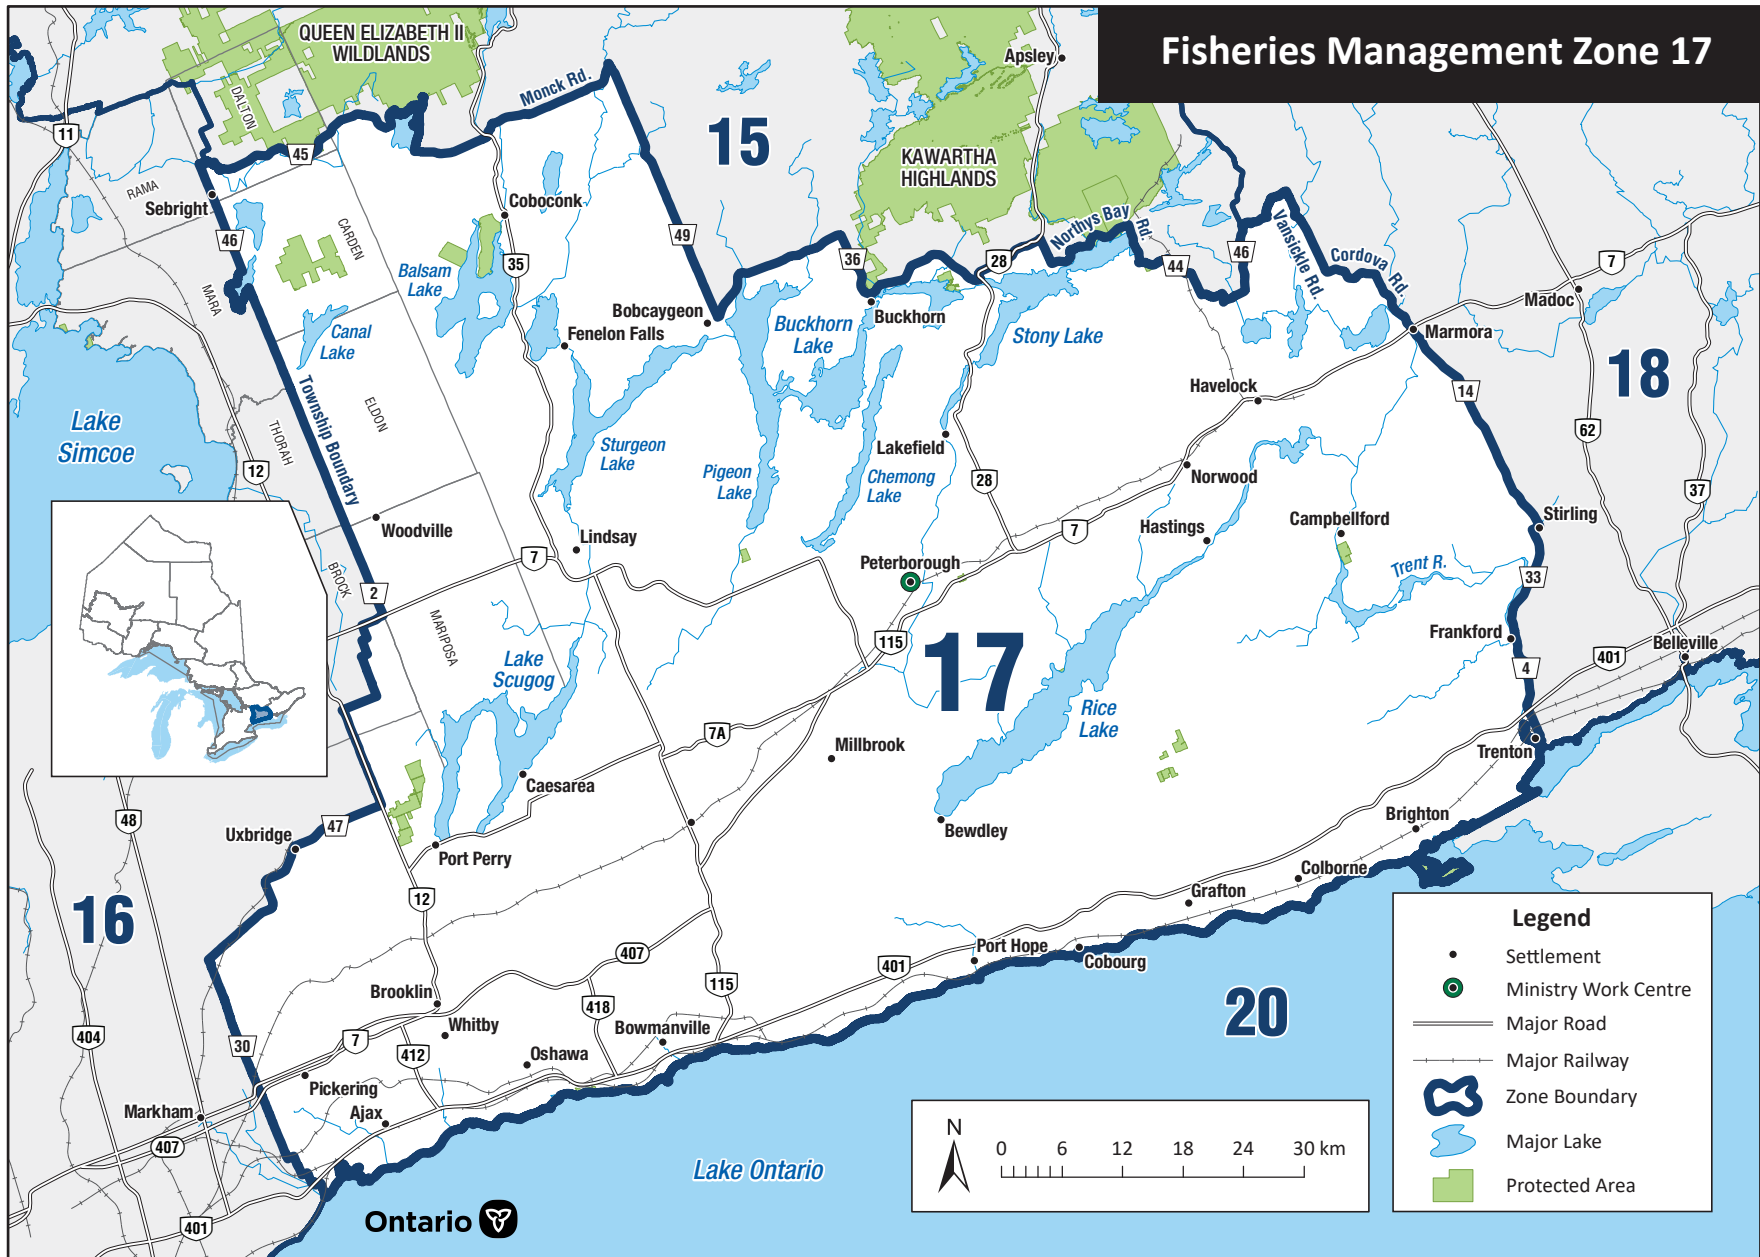 Fisheries Management Zone 17
QUEEN ELIZABETH II
WILDLANDS
Apsley
Monck Rd.
DALTON
11
15
45
KAWARTHA
HIGHLANDS
RAMA
Sebright
Coboconk
CARDEN
46
49
36
28
Northys Bay
Rd.
44
46
Vansickle Rd.
Cordova Rd.
7
35
Balsam
Lake
MARA
Madoc
Bobcaygeon
Buckhorn
Buckhorn
Lake
Canal
Lake
Fenelon Falls
Stony Lake
Marmora
18
Township Boundary
Lake
Simcoe
ELDON
Havelock
14
THORAH
62
Sturgeon
Lake
Lakefield
12
Pigeon
Lake
Chemong
Lake
28
Norwood
37
Woodville
Lindsay
Hastings
Campbellford
Stirling
7
7
Peterborough
BROCK
2
Trent R.
33
MARIPOSA
115
17
Frankford
Belleville
401
4
Lake
Scugog
Rice
Lake
7A
Millbrook
Trenton
Caesarea
48
47
Uxbridge
Port Perry
Bewdley
Brighton
12
Colborne
Grafton
16
407
Port Hope
Cobourg
401
115
Brooklin
418
404
Whitby
Bowmanville
20
30
7
412
Oshawa
Pickering
Markham
Ajax
407
401
Lake Ontario
Ontario
N
0 6 12 18 24 30 km
Legend
Settlement
Ministry Work Centre
Major Road
Major Railway
Zone Boundary
Major Lake
Protected Area